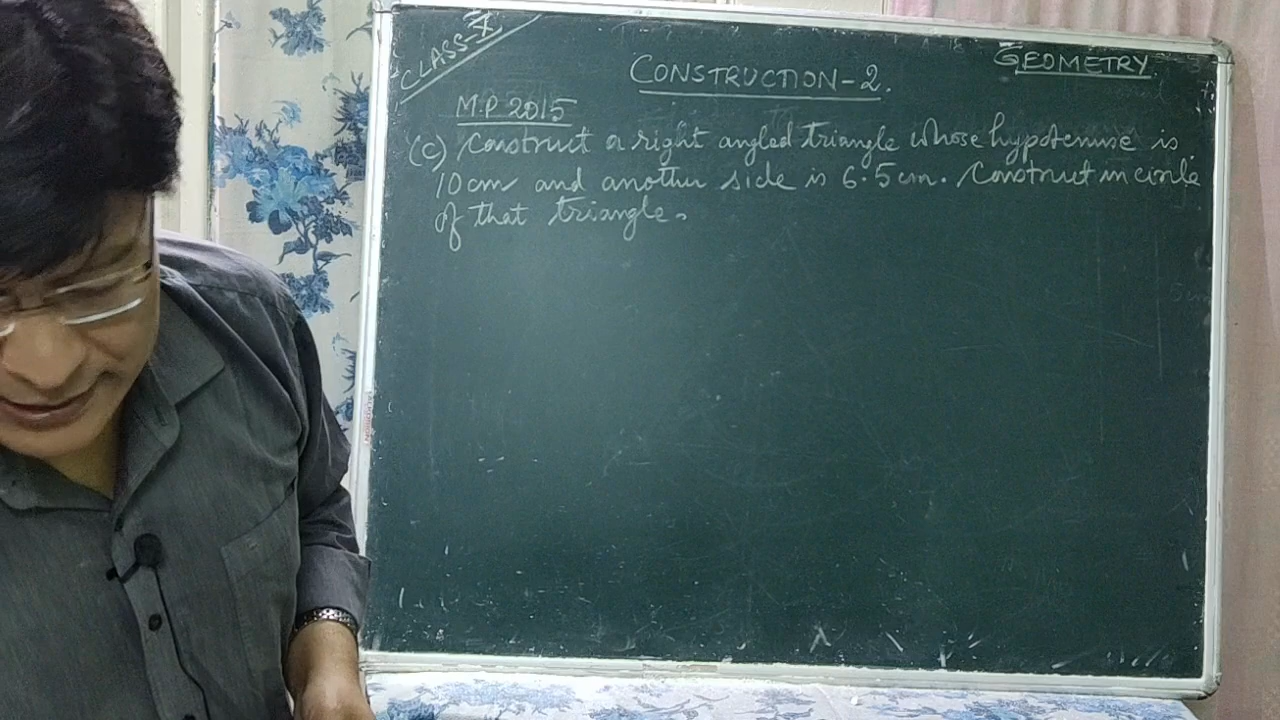 CLASS-X
GEOMETRY
CONSTRUCTION-2.
M.P 2015
(c) Construct a right angled triangle whose hypotenuse is
10cm and another side is 6.5cm. Construct incircle
of that triangle.